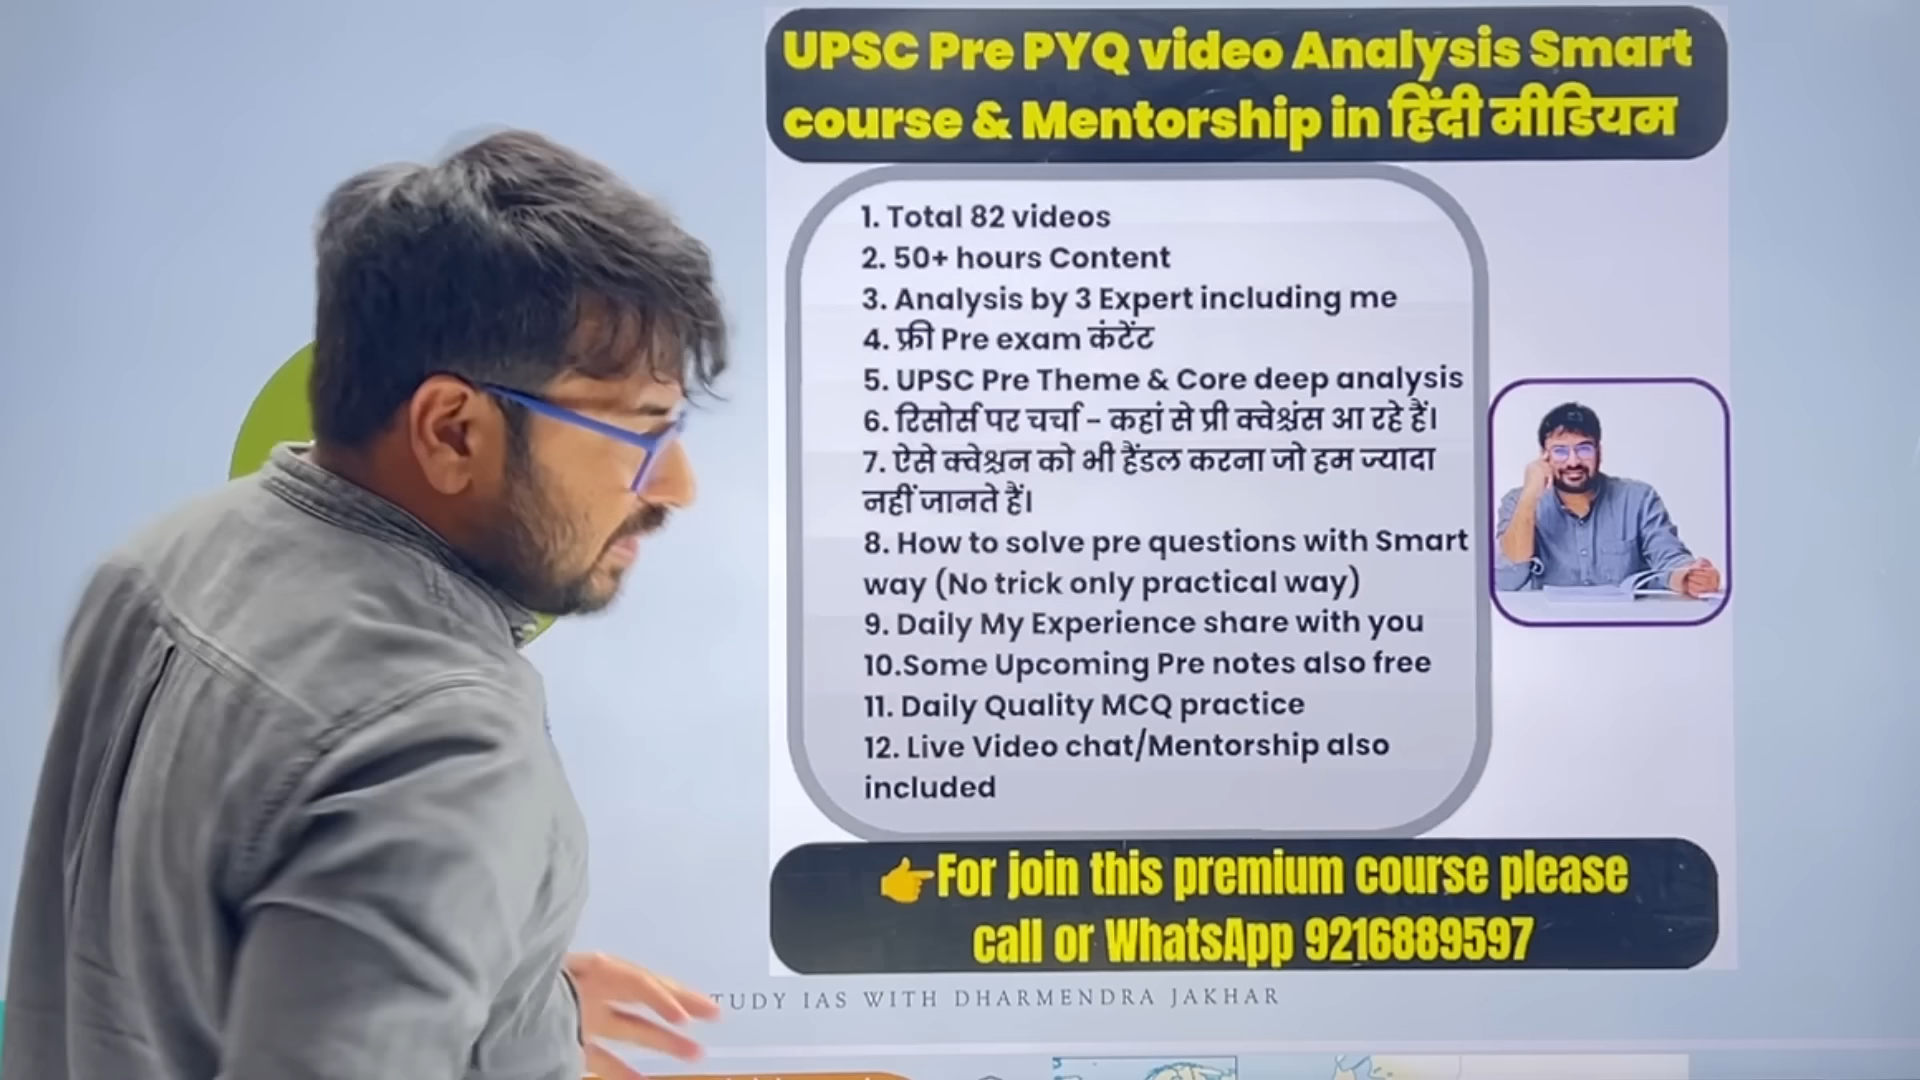 UPSC Pre PYQ video Analysis Smart
course & Mentorship in हिंदी मीडियम
1. Total 82 videos
2. 50+ hours Content
3. Analysis by 3 Expert including me
4. फ्री Pre exam कंटेंट
5. UPSC Pre Theme & Core deep analysis
6. रिसोर्स पर चर्चा - कहां से प्री क्वेश्चंस आ रहे हैं।
7. ऐसे क्वेश्चन को भी हैंडल करना जो हम ज्यादा
नहीं जानते हैं।
8. How to solve pre questions with Smart
way (No trick only practical way)
9. Daily My Experience share with you
10.Some Upcoming Pre notes also free
11. Daily Quality MCQ practice
12. Live Video chat/Mentorship also
included
👉For join this premium course please
call or WhatsApp 9216889597
TUDY IAS WITH DHARMENDRA JAKHAR